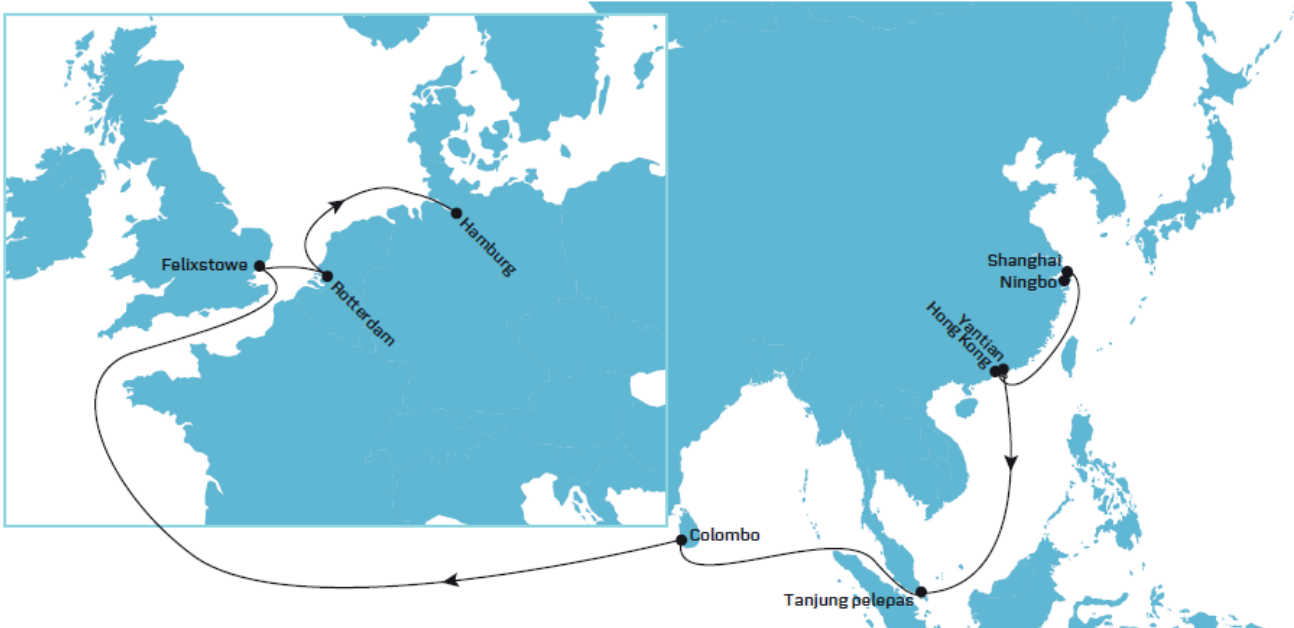 Felixstowe
Rotterdam
Hamburg
Shanghai
Ningbo
Yantian
Hong Kong
Colombo
Tanjung pelepas